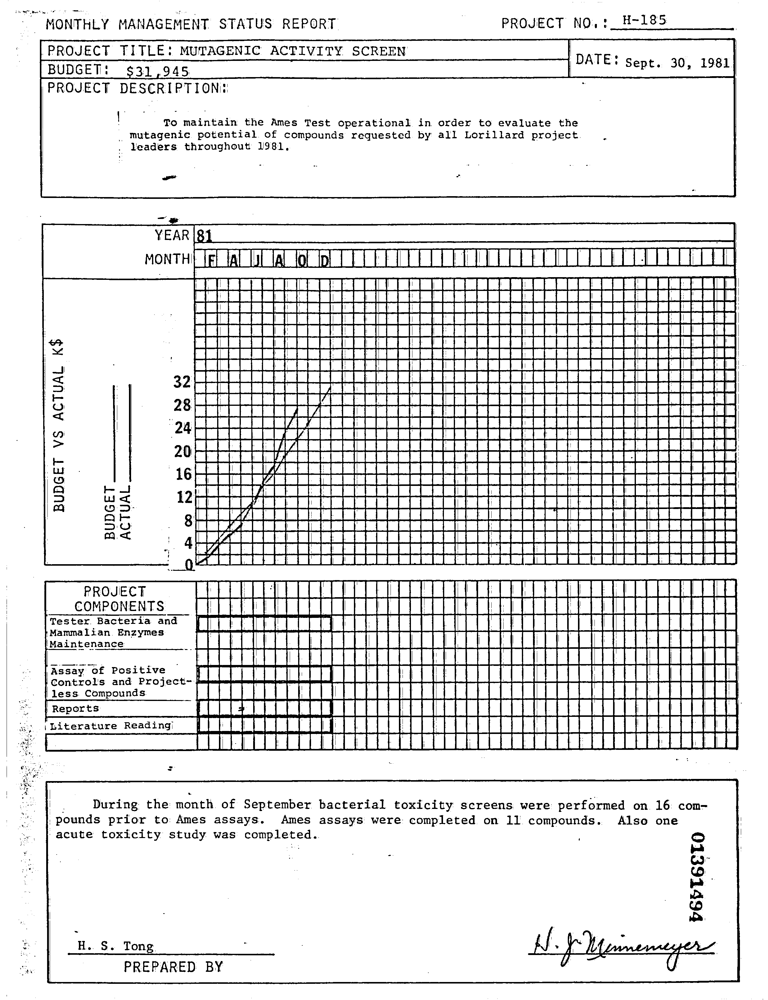 MONTHLY MANAGEMENT STATUS REPORT PROJECT NO.: H-185
PROJECT TITLE: MUTAGENIC ACTIVITY SCREEN
BUDGET: $31,945
DATE: Sept. 30, 1981
PROJECT DESCRIPTION:
To maintain the Ames Test operational in order to evaluate the
mutagenic potential of compounds requested by all Lorillard project
leaders throughout 1981.
YEAR 81
MONTH F A J A O D
BUDGET VS ACTUAL K$
BUDGET
ACTUAL
32
28
24
20
16
12
8
4
0
PROJECT
COMPONENTS
Tester Bacteria and
Mammalian Enzymes
Maintenance
Assay of Positive
Controls and Project-
less Compounds
Reports
Literature Reading
During the month of September bacterial toxicity screens were performed on 16 com-
pounds prior to Ames assays. Ames assays were completed on 11 compounds. Also one
acute toxicity study was completed.
01391494
H. S. Tong
H. J. Minnemeyer
PREPARED BY